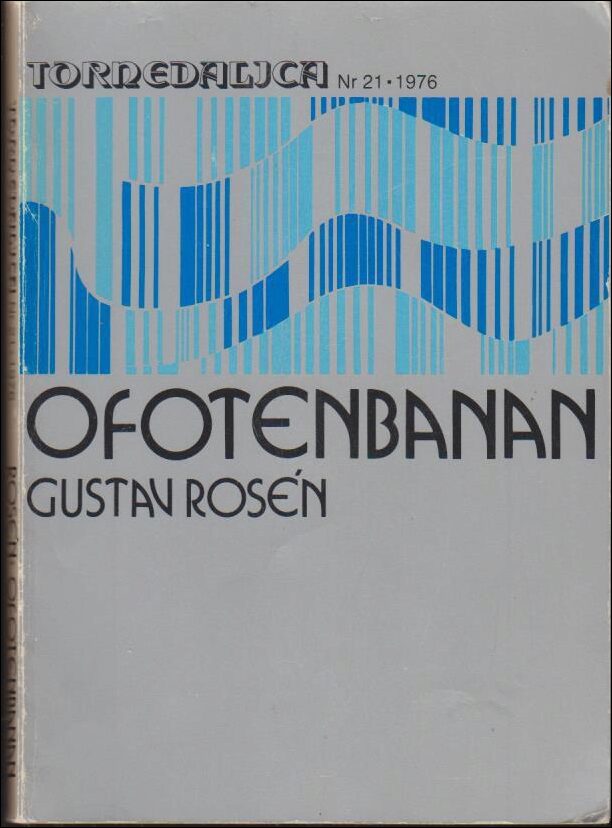 TORNEDALICA Nr 21 • 1976
OFOTENBANAN
GUSTAV ROSÉN